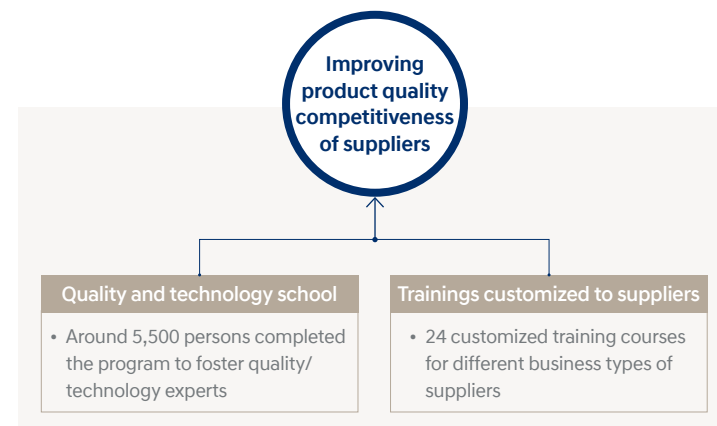 Improving
product quality
competitiveness
of suppliers
Quality and technology school
• Around 5,500 persons completed
the program to foster quality/
technology experts
Trainings customized to suppliers
• 24 customized training courses
for different business types of
suppliers